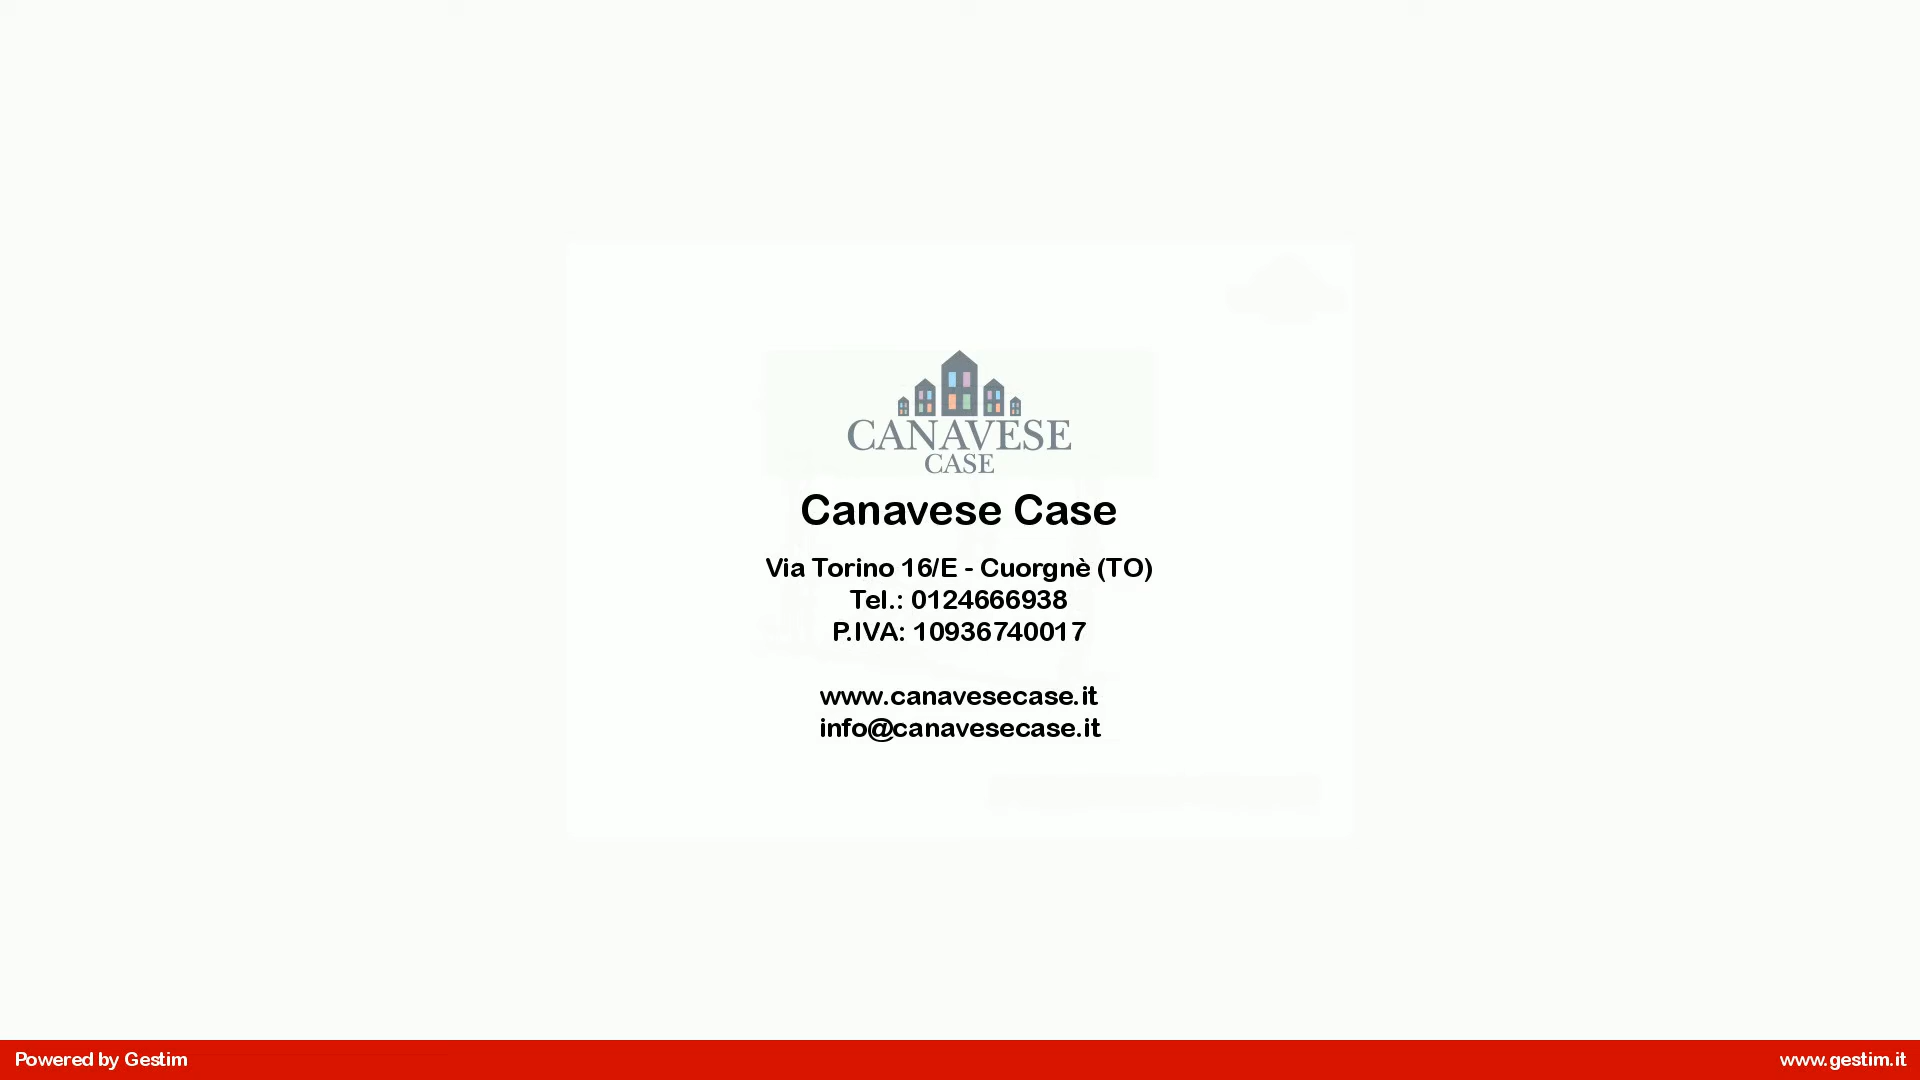 CANAVESE
CASE
Canavese Case
Via Torino 16/E - Cuorgnè (TO)
Tel.: 0124666938
P.IVA: 10936740017
www.canavesecase.it
info@canavesecase.it
Powered by Gestim
www.gestim.it